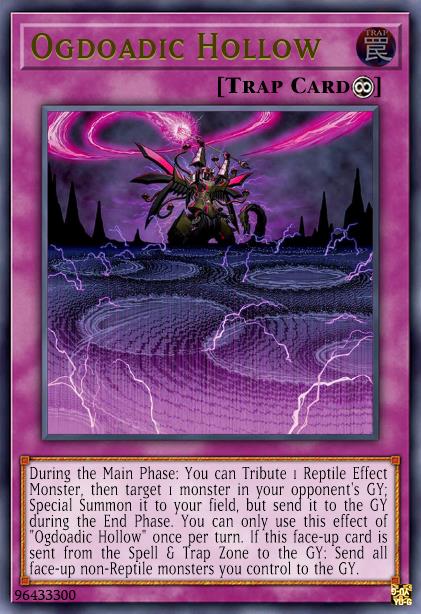 Ogdoadic Hollow
TRAP
罠
[Trap Card]
During the Main Phase: You can Tribute 1 Reptile Effect
Monster, then target 1 monster in your opponent's GY;
Special Summon it to your field, but send it to the GY
during the End Phase. You can only use this effect of
"Ogdoadic Hollow" once per turn. If this face-up card is
sent from the Spell & Trap Zone to the GY: Send all
face-up non-Reptile monsters you control to the GY.
96433300